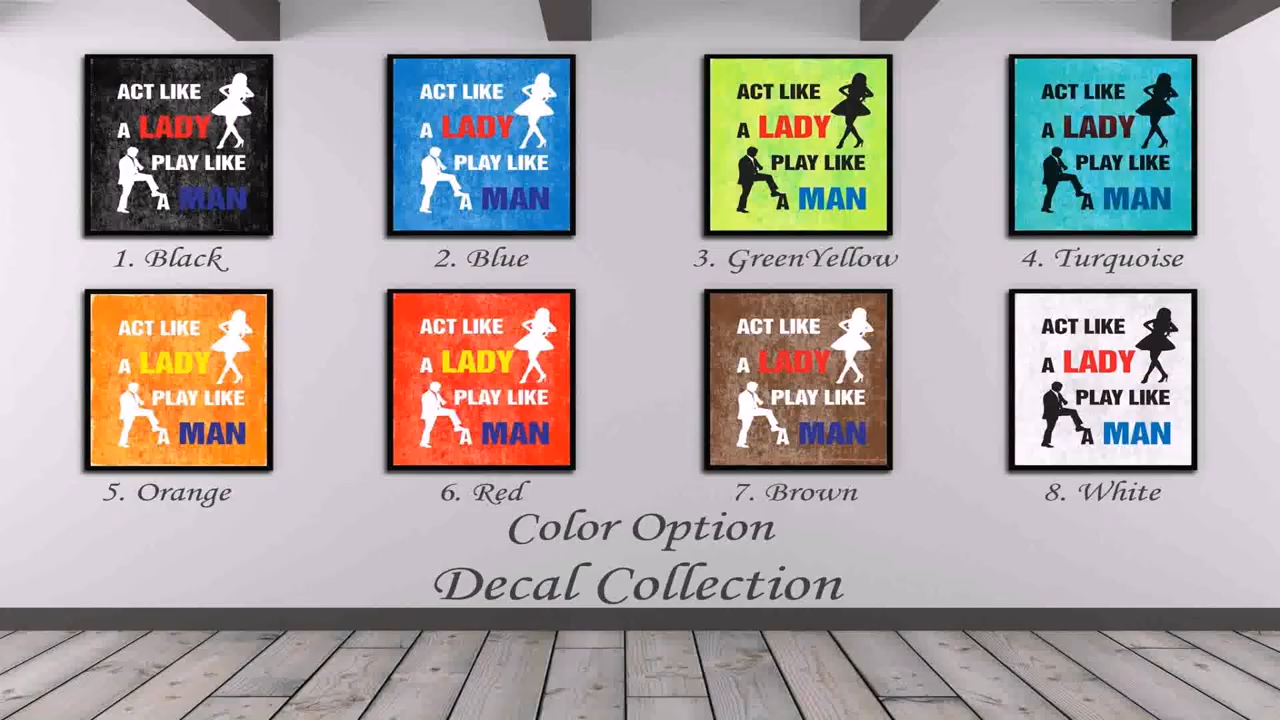 ACT LIKE
A LADY
PLAY LIKE
A MAN
1. Black
ACT LIKE
A LADY
PLAY LIKE
A MAN
2. Blue
ACT LIKE
A LADY
PLAY LIKE
A MAN
3. GreenYellow
ACT LIKE
A LADY
PLAY LIKE
A MAN
4. Turquoise
ACT LIKE
A LADY
PLAY LIKE
A MAN
5. Orange
ACT LIKE
A LADY
PLAY LIKE
A MAN
6. Red
ACT LIKE
A LADY
PLAY LIKE
A MAN
7. Brown
ACT LIKE
A LADY
PLAY LIKE
A MAN
8. White
Color Option
Decal Collection